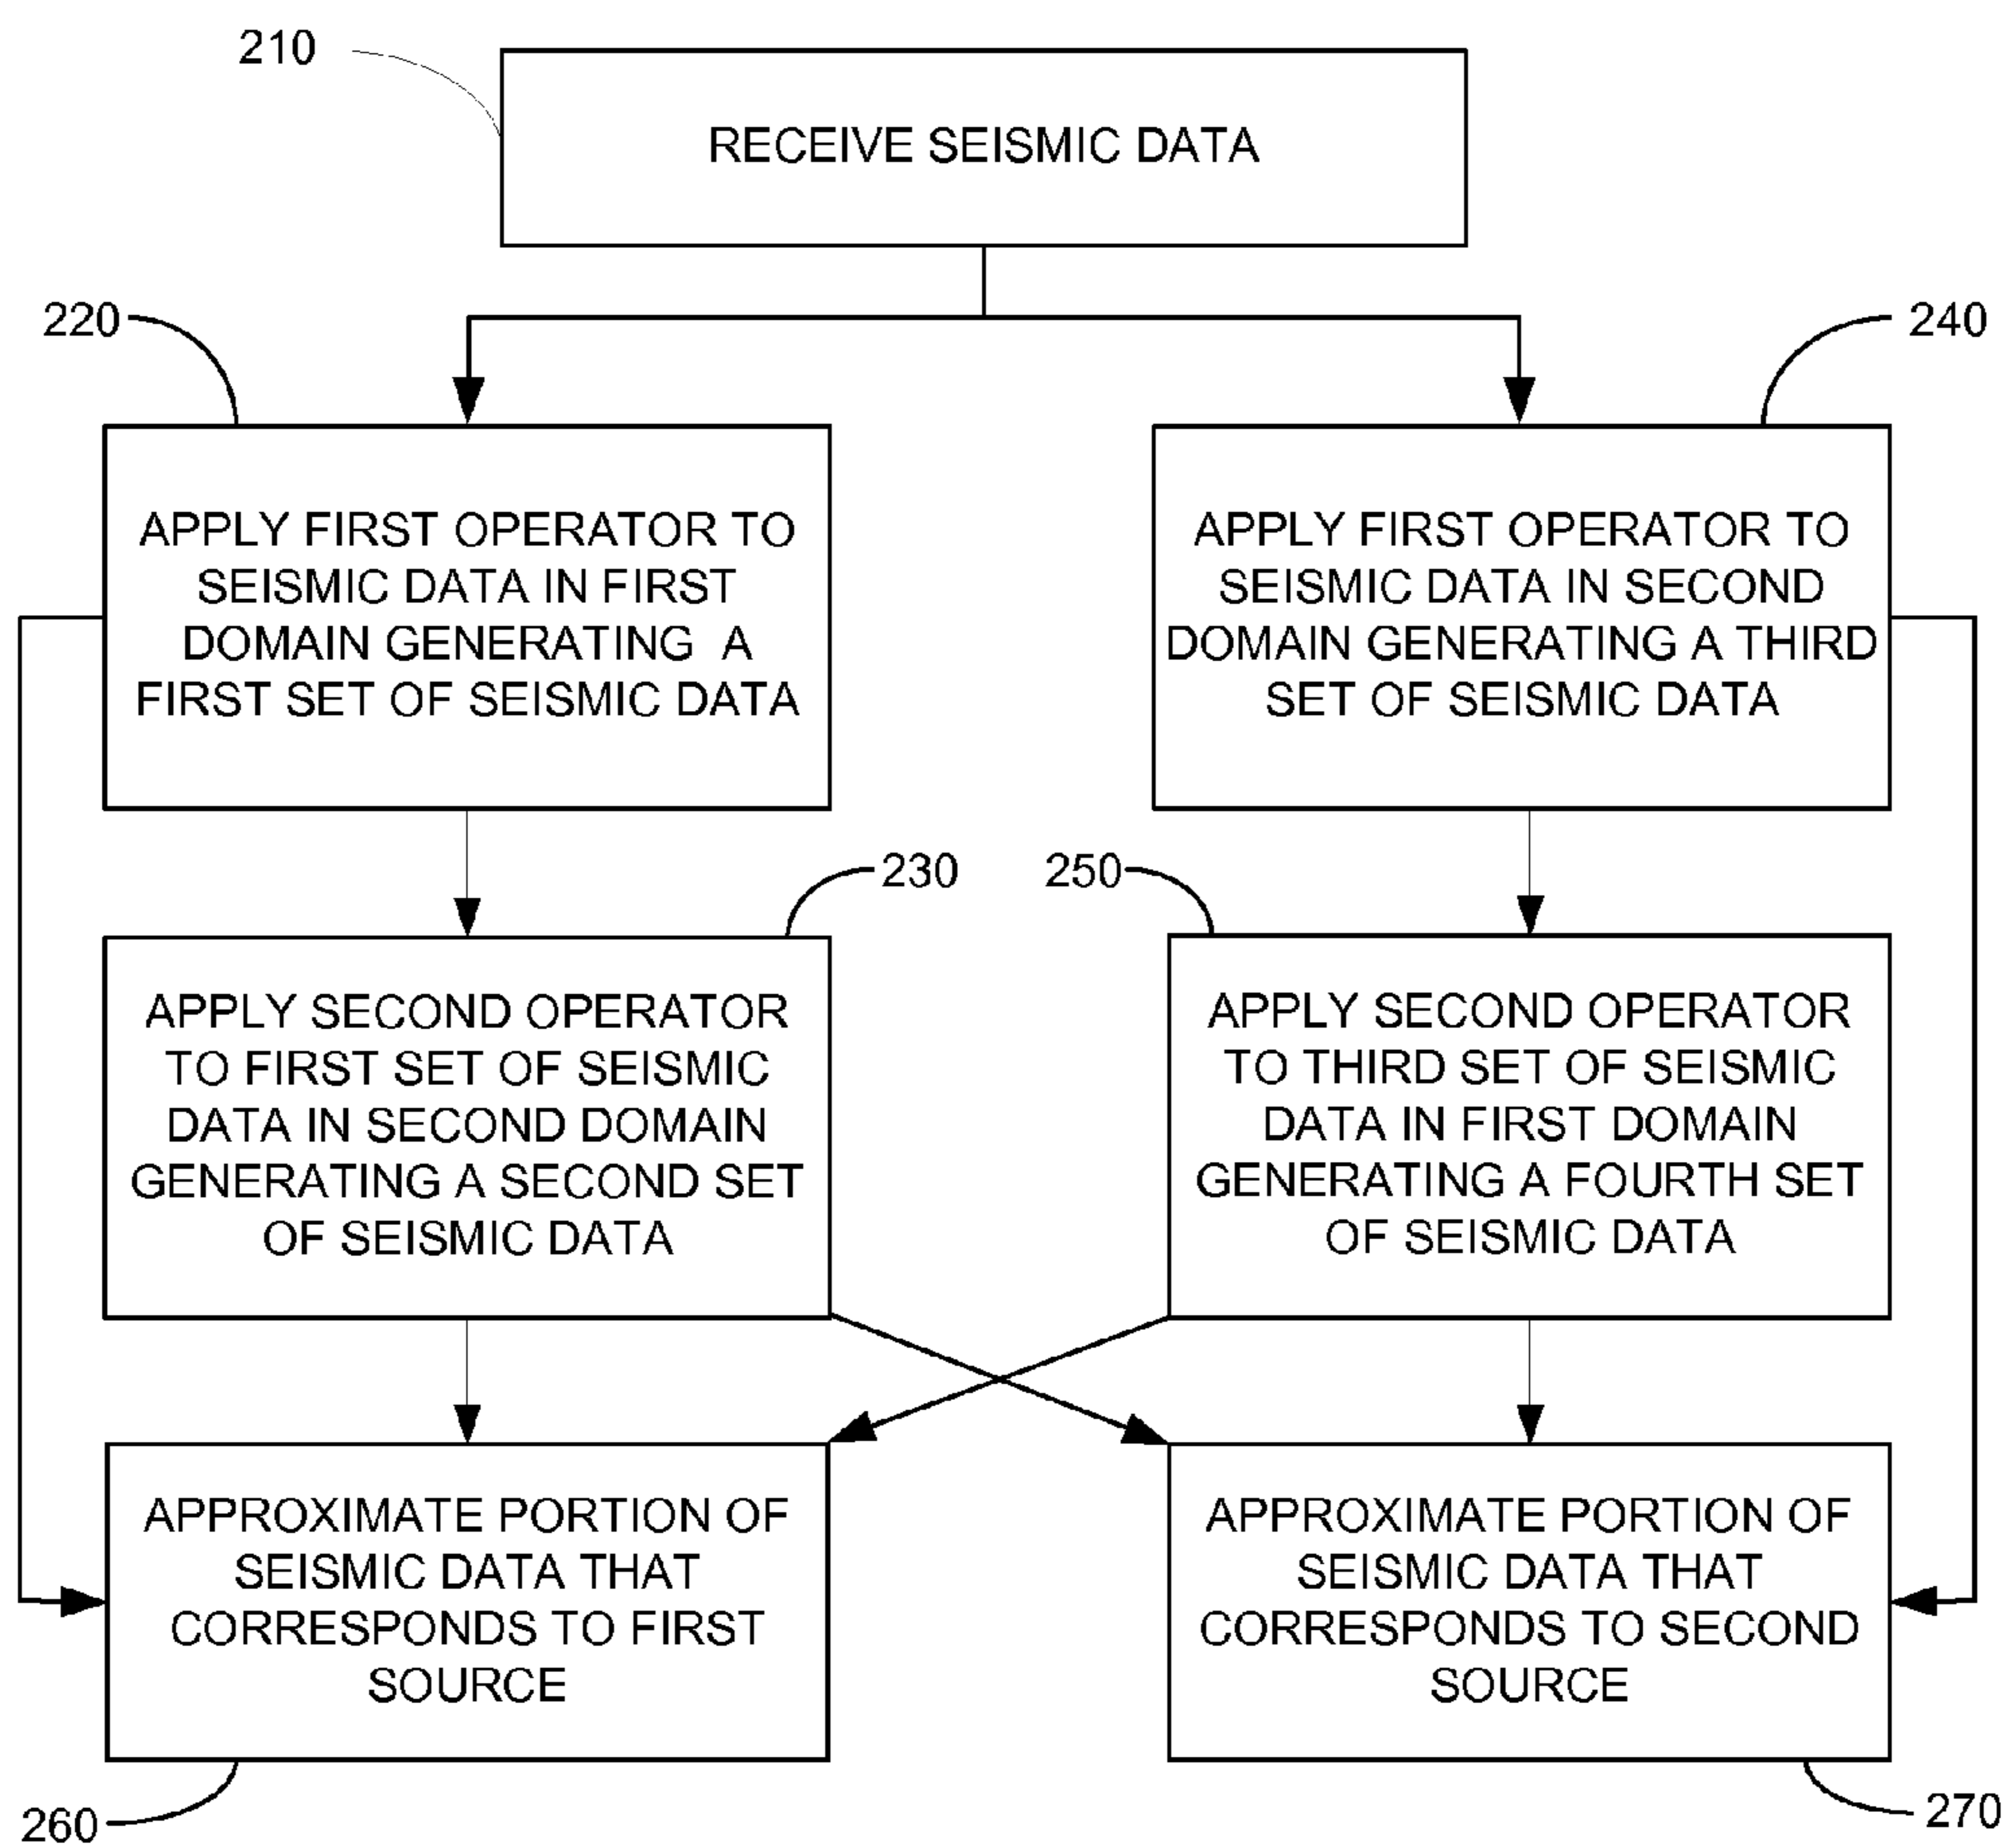 210
RECEIVE SEISMIC DATA
220
240
APPLY FIRST OPERATOR TO
SEISMIC DATA IN FIRST
DOMAIN GENERATING A
FIRST SET OF SEISMIC DATA
APPLY FIRST OPERATOR TO
SEISMIC DATA IN SECOND
DOMAIN GENERATING A THIRD
SET OF SEISMIC DATA
230
250
APPLY SECOND OPERATOR
TO FIRST SET OF SEISMIC
DATA IN SECOND DOMAIN
GENERATING A SECOND SET
OF SEISMIC DATA
APPLY SECOND OPERATOR
TO THIRD SET OF SEISMIC
DATA IN FIRST DOMAIN
GENERATING A FOURTH SET
OF SEISMIC DATA
APPROXIMATE PORTION OF
SEISMIC DATA THAT
CORRESPONDS TO FIRST
SOURCE
APPROXIMATE PORTION OF
SEISMIC DATA THAT
CORRESPONDS TO SECOND
SOURCE
260
270